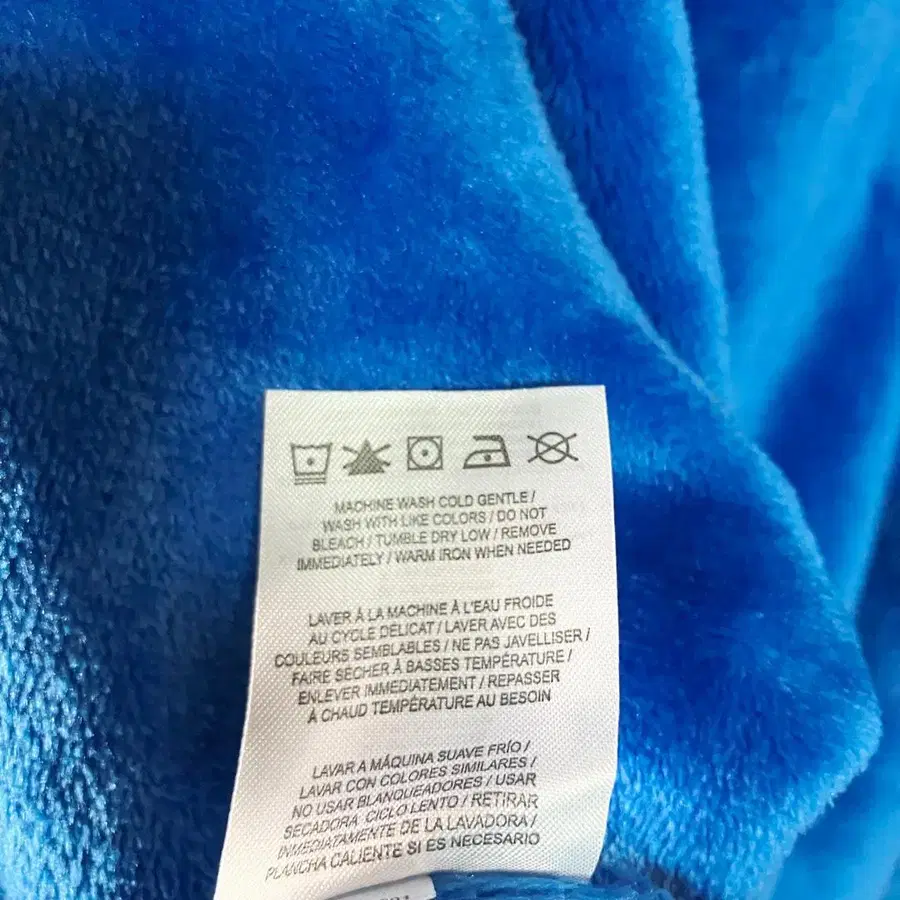 MACHINE WASH COLD GENTLE /
WASH WITH LIKE COLORS / DO NOT
BLEACH / TUMBLE DRY LOW / REMOVE
IMMEDIATELY / WARM IRON WHEN NEEDED
LAVER À LA MACHINE À L'EAU FROIDE
AU CYCLE DÉLICAT / LAVER AVEC DES
COULEURS SEMBLABLES / NE PAS JAVELLISER /
FAIRE SÉCHER À BASSES TEMPÉRATURE /
ENLEVER IMMÉDIATEMENT / REPASSER
À CHAUD TEMPÉRATURE AU BESOIN
LAVAR A MÁQUINA SUAVE FRÍO /
LAVAR CON COLORES SIMILARES /
NO USAR BLANQUEADORES / USAR
SECADORA CICLO LENTO / RETIRAR
INMEDIATAMENTE DE LA LAVADORA /
PLANCHA CALIENTE SI ES NECESARIO